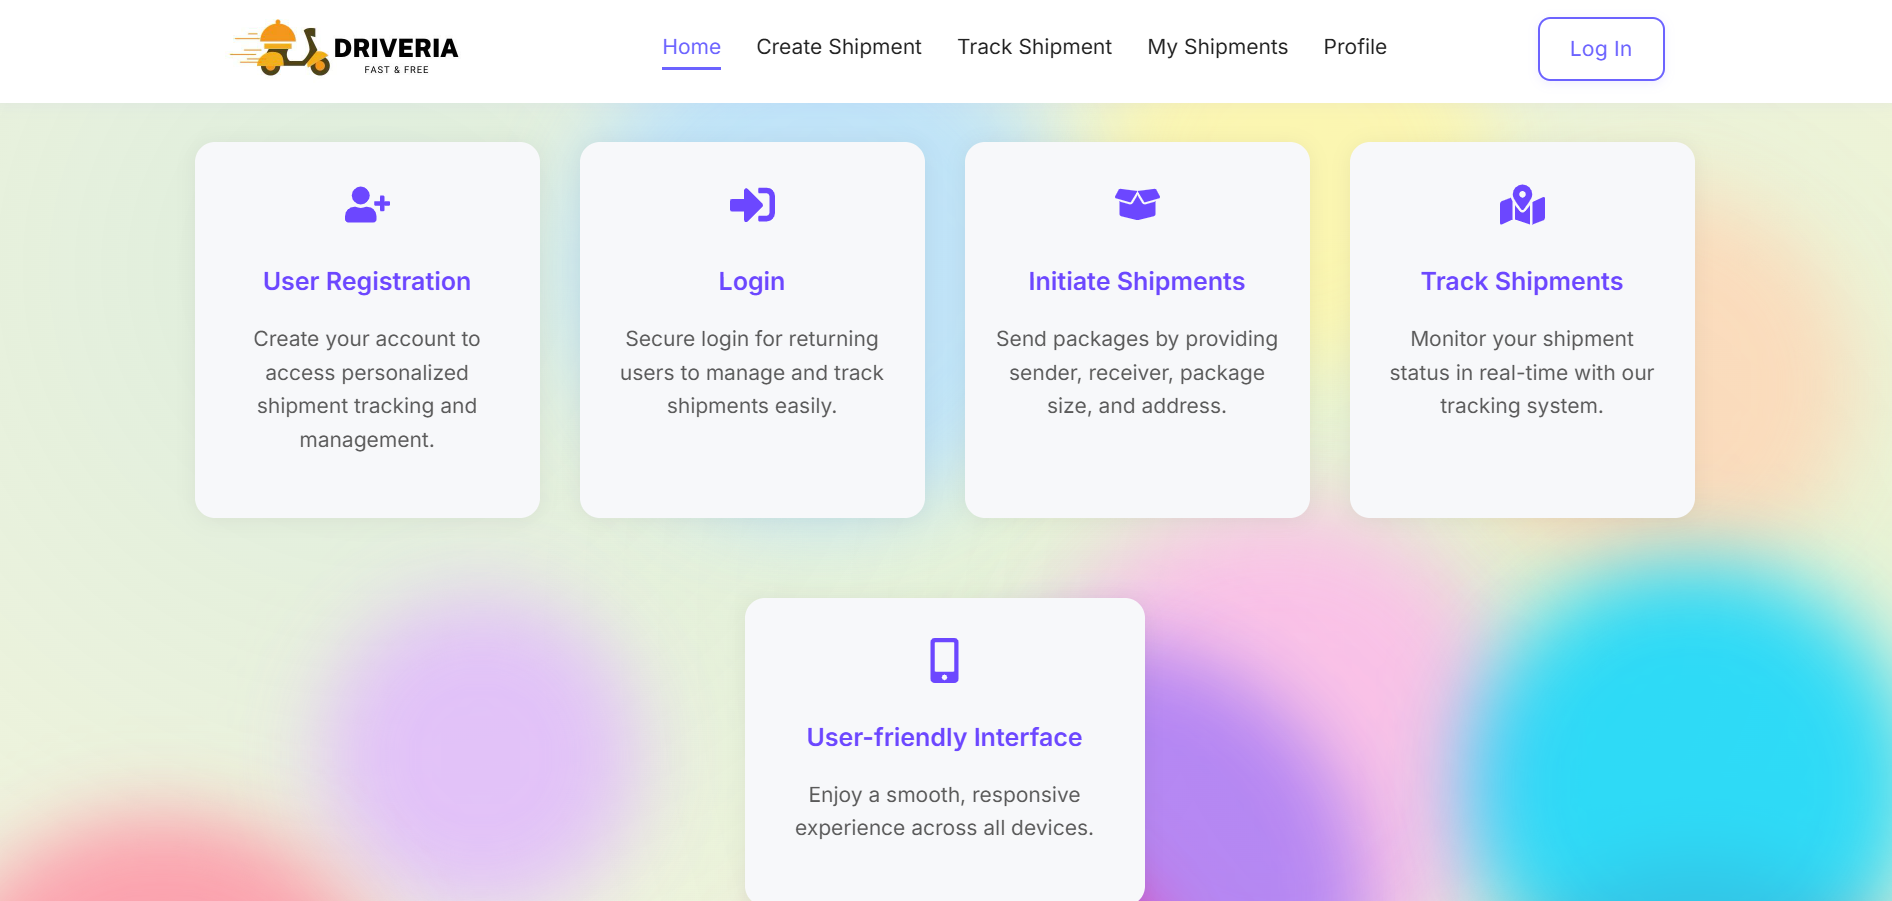 DRIVERIA
FAST & FREE
Home
Create Shipment
Track Shipment
My Shipments
Profile
Log In
User Registration
Create your account to
access personalized
shipment tracking and
management.
Login
Secure login for returning
users to manage and track
shipments easily.
Initiate Shipments
Send packages by providing
sender, receiver, package
size, and address.
Track Shipments
Monitor your shipment
status in real-time with our
tracking system.
User-friendly Interface
Enjoy a smooth, responsive
experience across all devices.